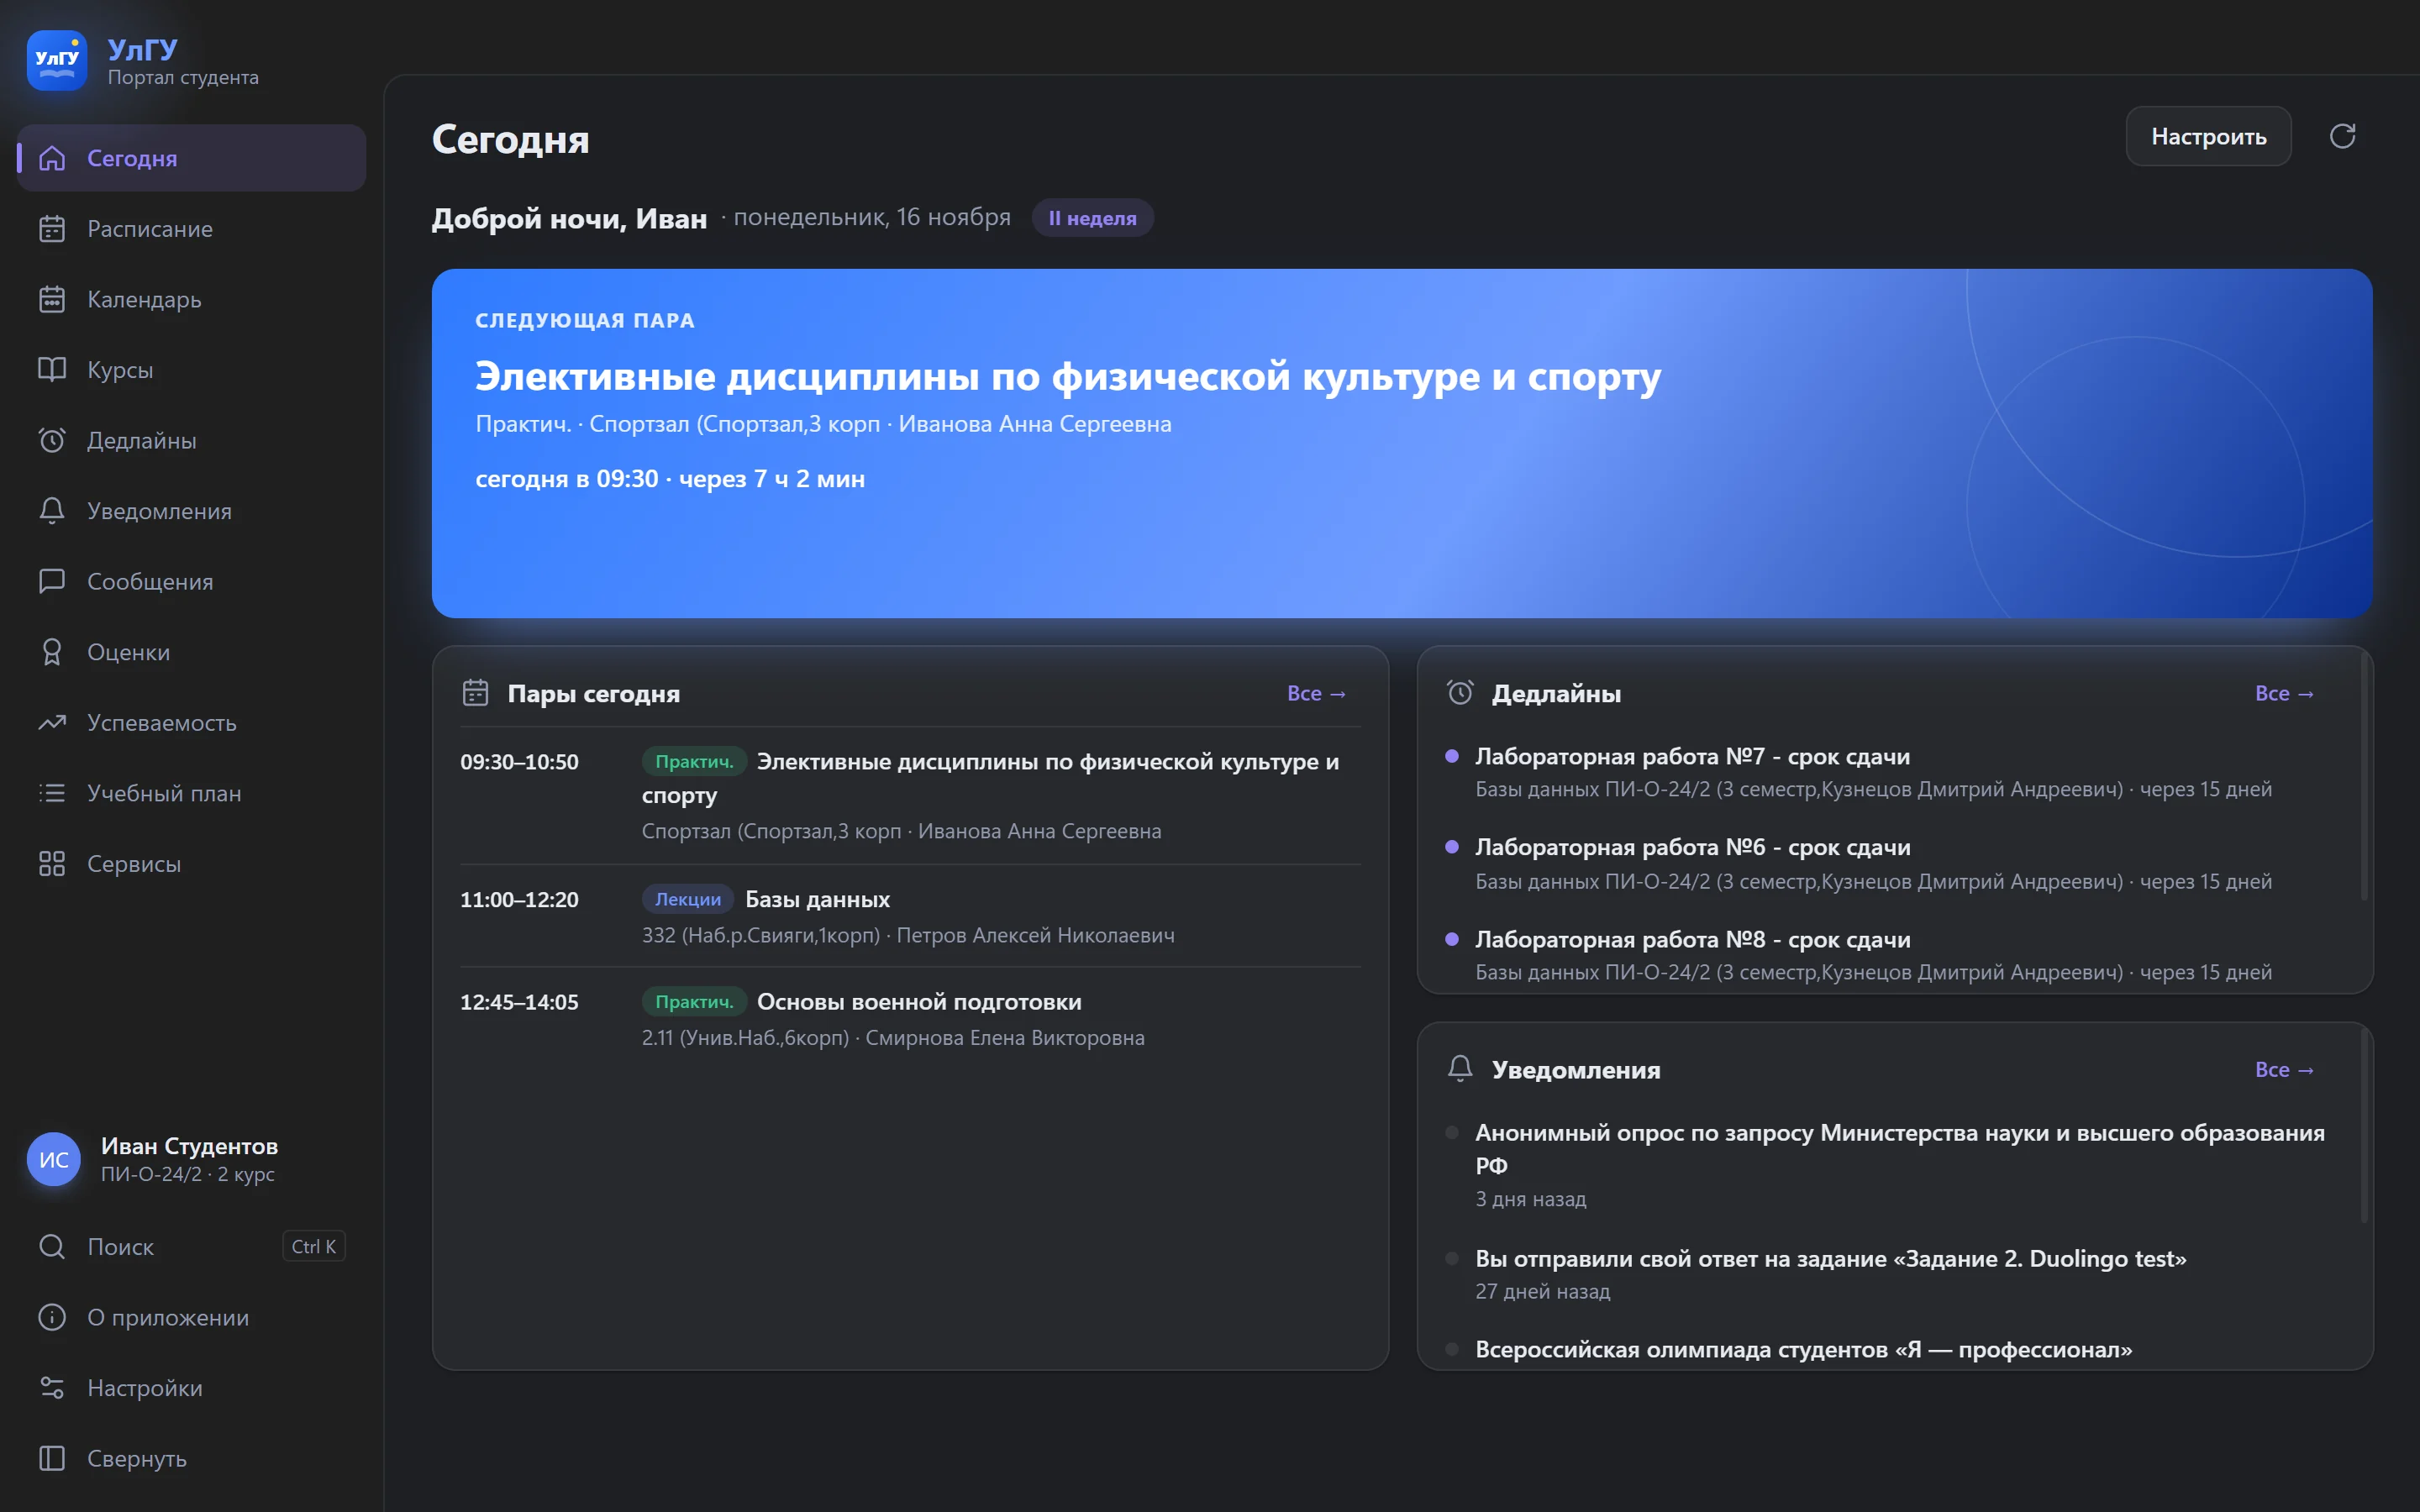 УлГУ
УлГУ
Портал студента
Сегодня
Расписание
Календарь
Курсы
Дедлайны
Уведомления
Сообщения
Оценки
Успеваемость
Учебный план
Сервисы
Иван Студентов
ИС
ПИ-О-24/2 · 2 курс
Поиск Ctrl K
О приложении
Настройки
Свернуть
Сегодня
Настроить
Доброй ночи, Иван · понедельник, 16 ноября II неделя
СЛЕДУЮЩАЯ ПАРА
Элективные дисциплины по физической культуре и спорту
Практич. · Спортзал (Спортзал,3 корп · Иванова Анна Сергеевна
сегодня в 09:30 · через 7 ч 2 мин
Пары сегодня Все →
09:30–10:50 Практич. Элективные дисциплины по физической культуре и
спорту
Спортзал (Спортзал,3 корп · Иванова Анна Сергеевна
11:00–12:20 Лекции Базы данных
332 (Наб.р.Свияги,1корп) · Петров Алексей Николаевич
12:45–14:05 Практич. Основы военной подготовки
2.11 (Унив.Наб.,6корп) · Смирнова Елена Викторовна
Дедлайны Все →
Лабораторная работа №7 - срок сдачи
Базы данных ПИ-О-24/2 (3 семестр,Кузнецов Дмитрий Андреевич) · через 15 дней
Лабораторная работа №6 - срок сдачи
Базы данных ПИ-О-24/2 (3 семестр,Кузнецов Дмитрий Андреевич) · через 15 дней
Лабораторная работа №8 - срок сдачи
Базы данных ПИ-О-24/2 (3 семестр,Кузнецов Дмитрий Андреевич) · через 15 дней
Уведомления Все →
Анонимный опрос по запросу Министерства науки и высшего образования
РФ
3 дня назад
Вы отправили свой ответ на задание «Задание 2. Duolingo test»
27 дней назад
Всероссийская олимпиада студентов «Я — профессионал»